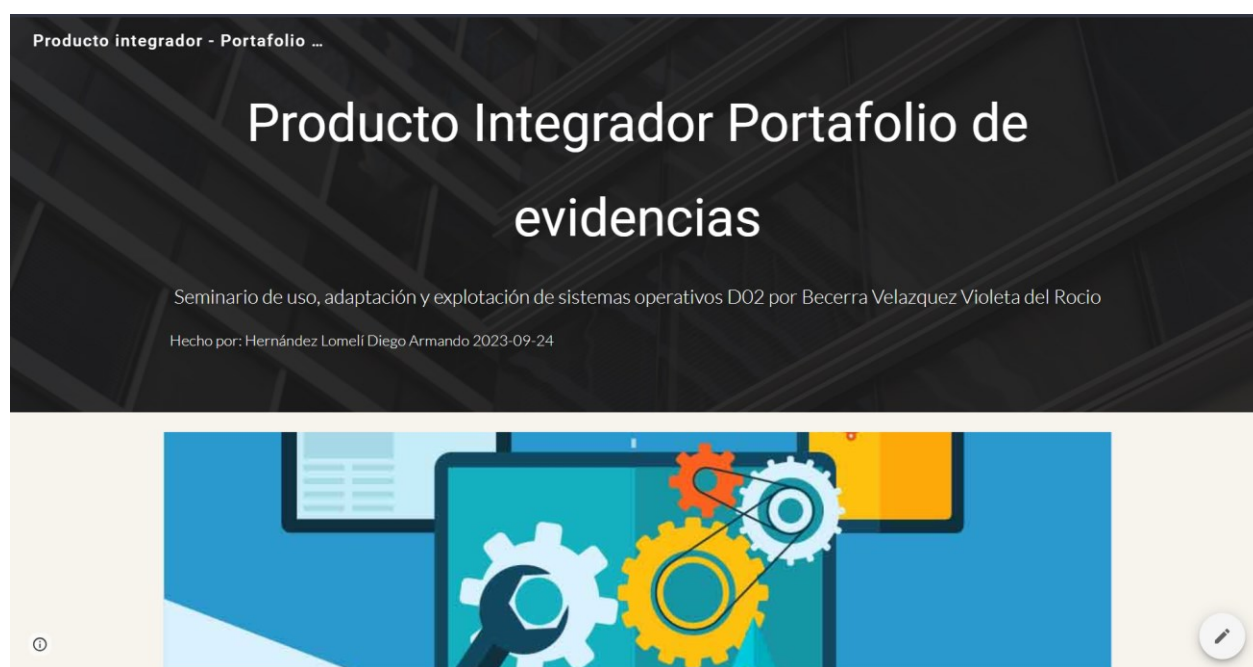 Producto integrador - Portafolio ...
Producto Integrador Portafolio de
evidencias
Seminario de uso, adaptación y explotación de sistemas operativos D02 por Becerra Velazquez Violeta del Rocio
Hecho por: Hernández Lomelí Diego Armando 2023-09-24